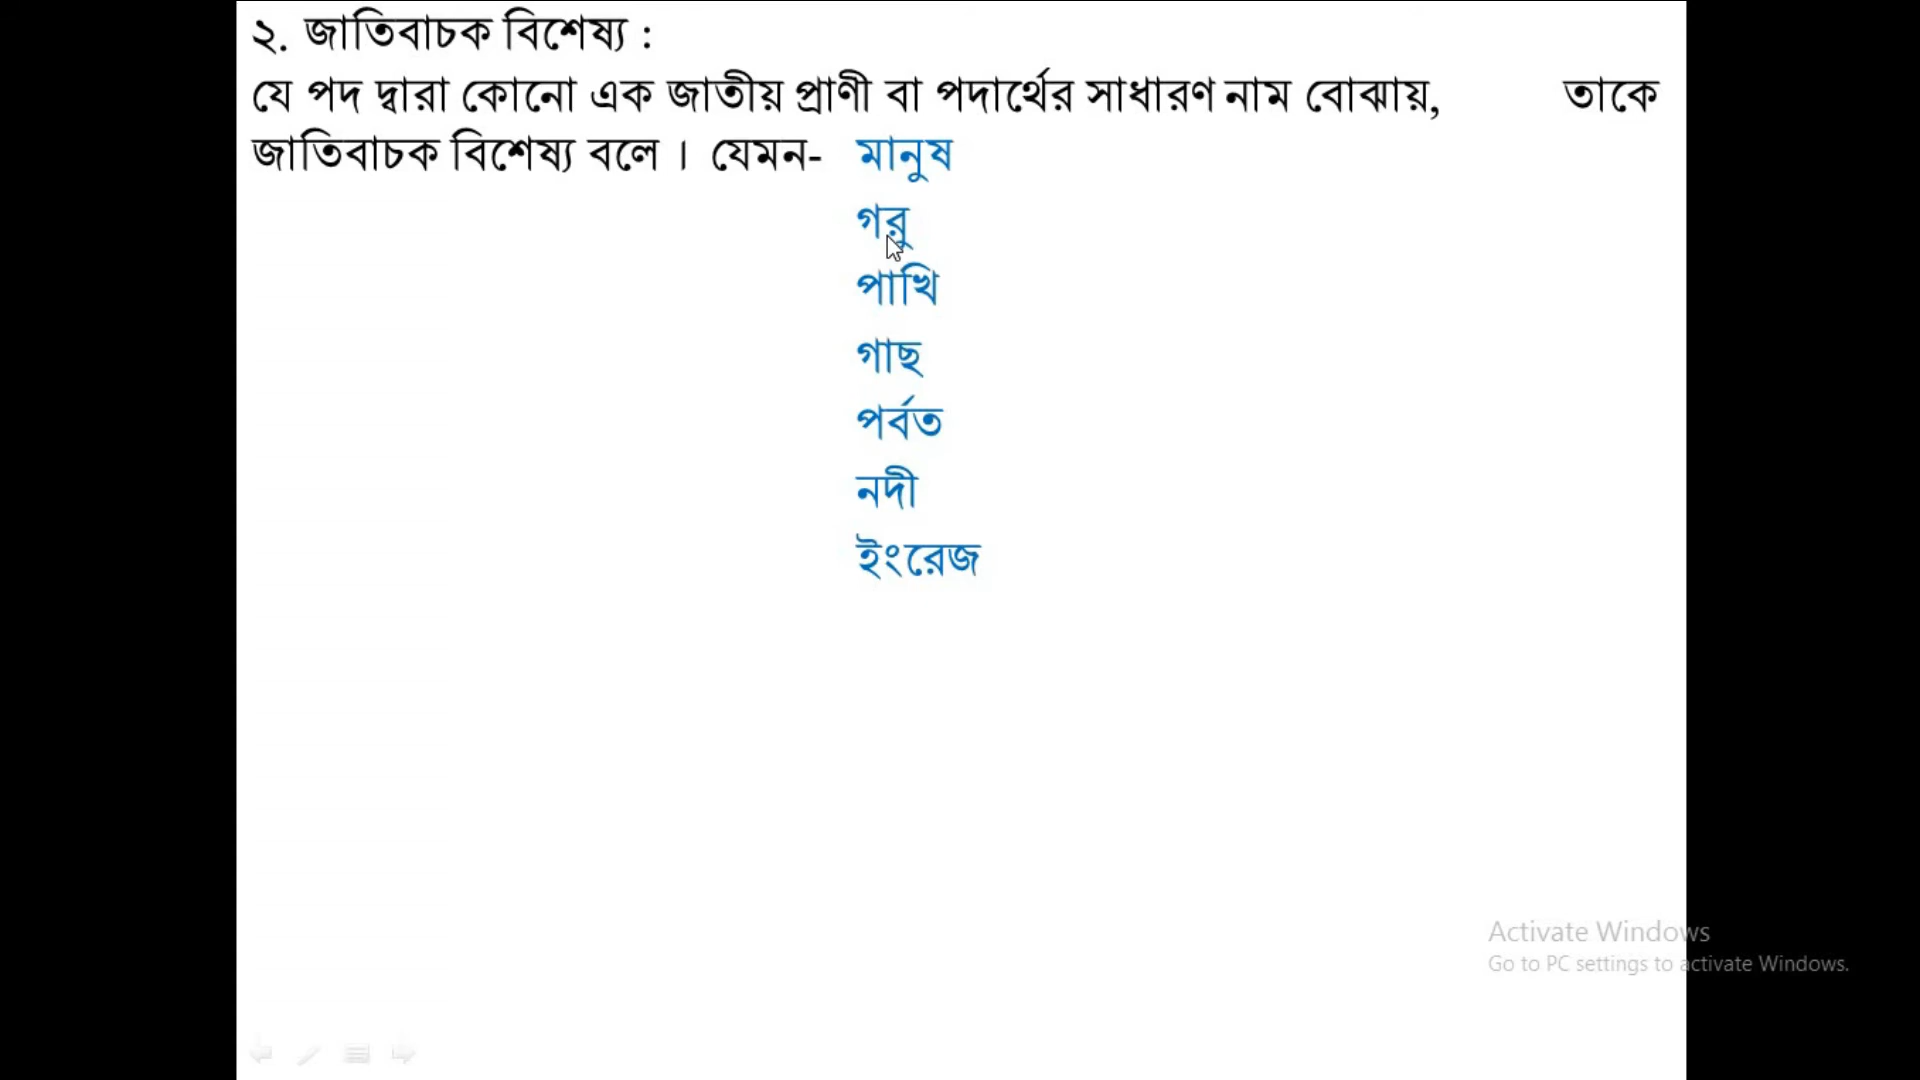 ২. জাতিবাচক বিশেষ্য :
যে পদ দ্বারা কোনো এক জাতীয় প্রাণী বা পদার্থের সাধারণ নাম বোঝায়, তাকে
জাতিবাচক বিশেষ্য বলে । যেমন- মানুষ
গরু
পাখি
গাছ
পর্বত
নদী
ইংরেজ
Activate Windows
Go to PC settings to activate Windows.